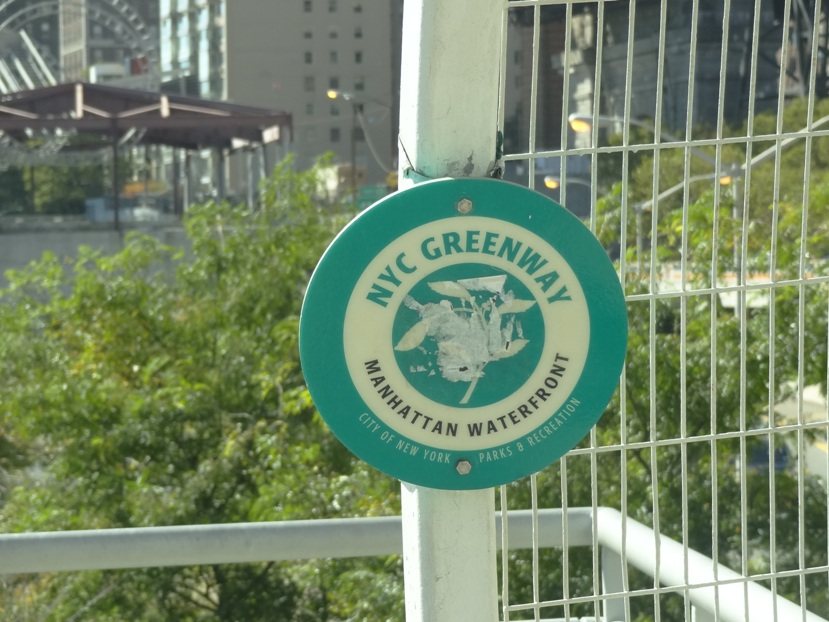 NYC GREENWAY
MANHATTAN WATERFRONT
CITY OF NEW YORK PARKS & RECREATION